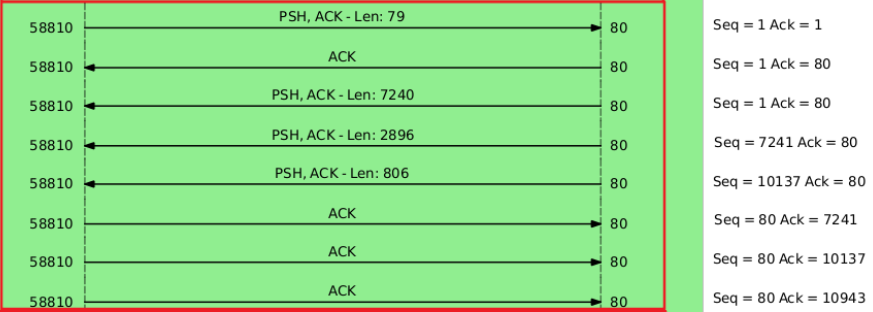 58810 PSH, ACK - Len: 79 80 Seq = 1 Ack = 1
58810 ACK 80 Seq = 1 Ack = 80
58810 PSH, ACK - Len: 7240 80 Seq = 1 Ack = 80
58810 PSH, ACK - Len: 2896 80 Seq = 7241 Ack = 80
58810 PSH, ACK - Len: 806 80 Seq = 10137 Ack = 80
58810 ACK 80 Seq = 80 Ack = 7241
58810 ACK 80 Seq = 80 Ack = 10137
58810 ACK 80 Seq = 80 Ack = 10943